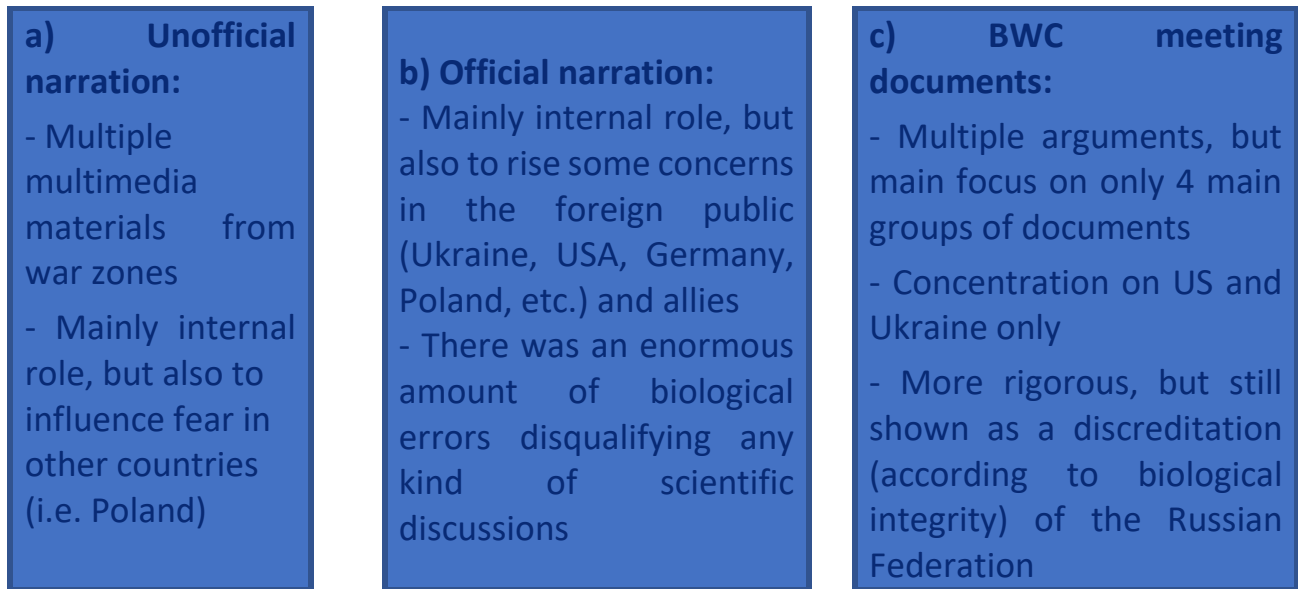 a) Unofficial
narration:
- Multiple
multimedia
materials from
war zones
- Mainly internal
role, but also to
influence fear in
other countries
(i.e. Poland)
b) Official narration:
- Mainly internal role, but
also to rise some concerns
in the foreign public
(Ukraine, USA, Germany,
Poland, etc.) and allies
- There was an enormous
amount of biological
errors disqualifying any
kind of scientific
discussions
c) BWC meeting
documents:
- Multiple arguments, but
main focus on only 4 main
groups of documents
- Concentration on US and
Ukraine only
- More rigorous, but still
shown as a discreditation
(according to biological
integrity) of the Russian
Federation